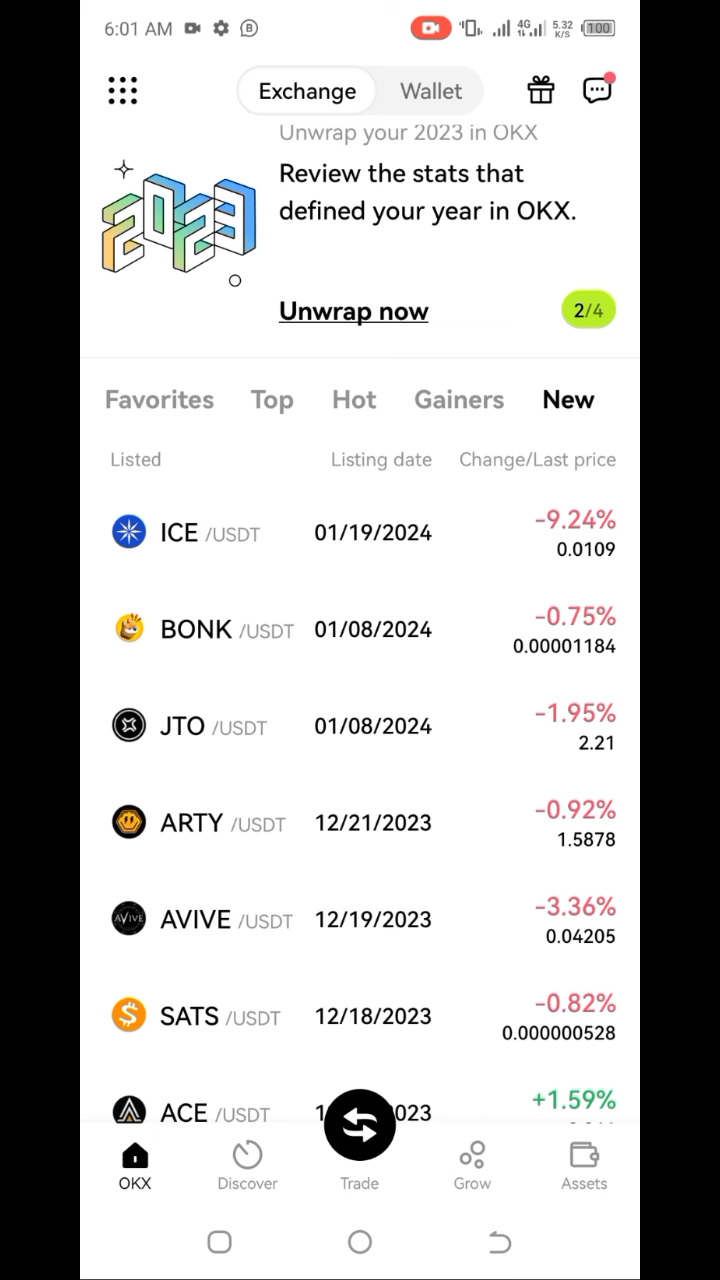 6:01 AM B 4G 5.32 K/S 100
Exchange Wallet
Unwrap your 2023 in OKX
2023
Review the stats that
defined your year in OKX.
Unwrap now 2/4
Favorites Top Hot Gainers New
Listed Listing date Change/Last price
ICE /USDT 01/19/2024 -9.24%
0.0109
BONK /USDT 01/08/2024 -0.75%
0.00001184
JTO /USDT 01/08/2024 -1.95%
2.21
ARTY /USDT 12/21/2023 -0.92%
1.5878
AVIVE AVIVE /USDT 12/19/2023 -3.36%
0.04205
SATS /USDT 12/18/2023 -0.82%
0.000000528
ACE /USDT +1.59%
OKX Discover Trade Grow Assets